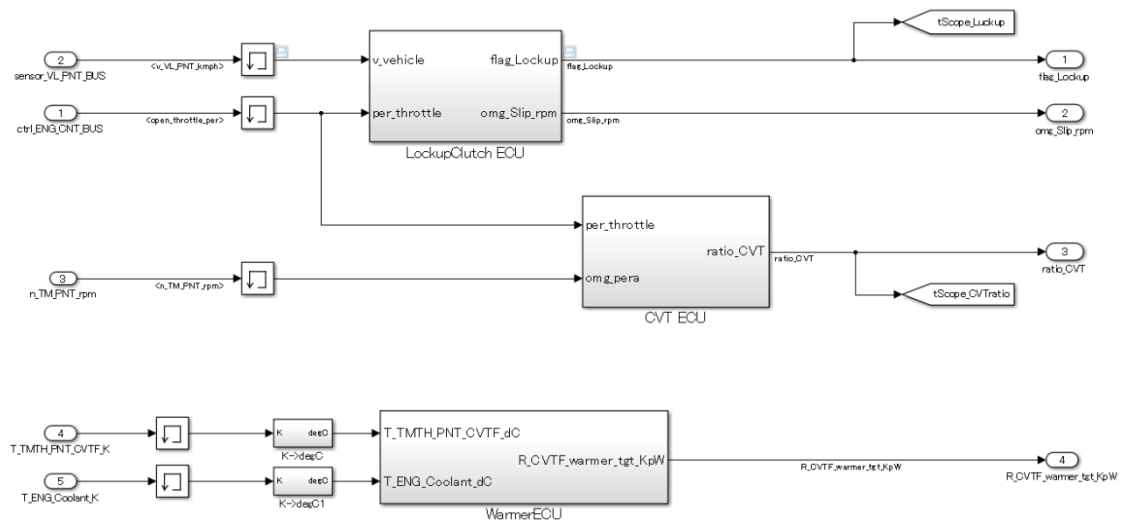 tScope_Luckup
2
sensor_VL_PNT_BUS
<v_VL_PNT_kmph>
v_vehicle
flag_Lockup
flag_Lockup
1
flag_Lockup
1
ctrl_ENG_CNT_BUS
<open_throttle_per>
per_throttle
omg_Slip_rpm
omg_Slip_rpm
2
omg_Slip_rpm
LockupClutch ECU
per_throttle
ratio_CVT
ratio_CVT
3
ratio_CVT
3
n_TM_PNT_rpm
<n_TM_PNT_rpm>
omg_pera
tScope_CVTratio
CVT ECU
4
T_TMTH_PNT_CVTF_K
K degC
K->degC
T_TMTH_PNT_CVTF_dC
R_CVTF_warmer_tgt_KpW
R_CVTF_warmer_tgt_KpW
4
R_CVTF_warmer_tgt_KpW
5
T_ENG_Coolant_K
K degC
K->degC1
T_ENG_Coolant_dC
WarmerECU